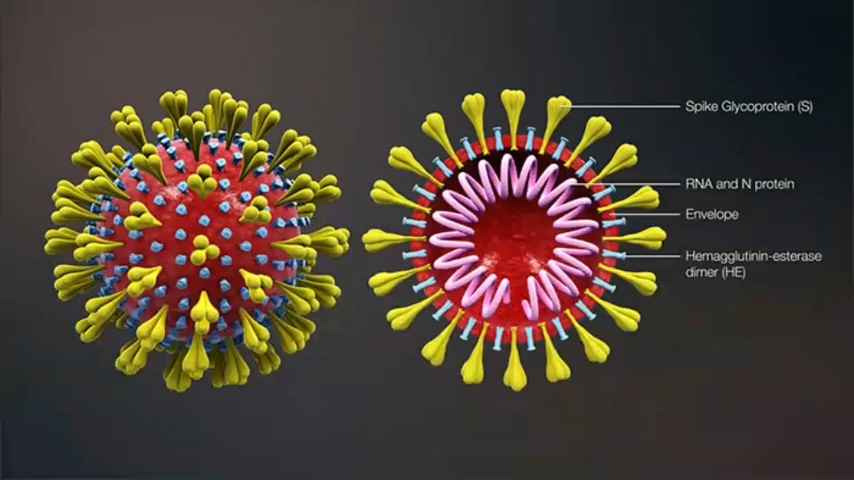 Spike Glycoprotein (S)
RNA and N protein
Envelope
Hemagglutinin-esterase
dimer (HE)